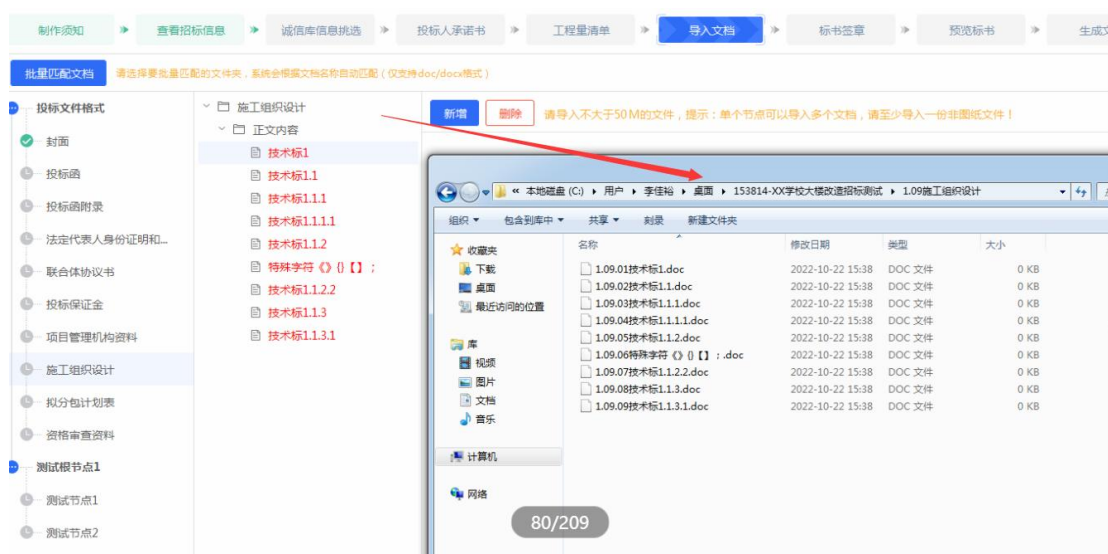 制作须知 查看招标信息 诚信库信息挑选 投标人承诺书 工程量清单 导入文档 标书签章 预览标书 生成
批量匹配文档 请选择要批量匹配的文件夹，系统会根据文档名称自动匹配（仅支持doc/docx格式）
投标文件格式
封面
投标函
投标函附录
法定代表人身份证明和...
联合体协议书
投标保证金
项目管理机构资料
施工组织设计
拟分包计划表
资格审查资料
测试根节点1
测试节点1
测试节点2
施工组织设计
正文内容
技术标1
技术标1.1
技术标1.1.1
技术标1.1.1.1
技术标1.1.2
特殊字符《》{}【】；
技术标1.1.2.2
技术标1.1.3
技术标1.1.3.1
新增 删除 请导入不大于50M的文件，提示：单个节点可以导入多个文档，请至少导入一份非图纸文件！
« 本地磁盘 (C:) 用户 李佳裕 桌面 153814-XX学校大楼改造招标测试 1.09施工组织设计
组织 包含到库中 共享 刻录 新建文件夹
收藏夹
下载
桌面
最近访问的位置
库
视频
图片
文档
音乐
计算机
网络
名称 修改日期 类型 大小
1.09.01技术标1.doc 2022-10-22 15:38 DOC 文件 0 KB
1.09.02技术标1.1.doc 2022-10-22 15:38 DOC 文件 0 KB
1.09.03技术标1.1.1.doc 2022-10-22 15:38 DOC 文件 0 KB
1.09.04技术标1.1.1.1.doc 2022-10-22 15:38 DOC 文件 0 KB
1.09.05技术标1.1.2.doc 2022-10-22 15:38 DOC 文件 0 KB
1.09.06特殊字符《》{}【】；.doc 2022-10-22 15:38 DOC 文件 0 KB
1.09.07技术标1.1.2.2.doc 2022-10-22 15:38 DOC 文件 0 KB
1.09.08技术标1.1.3.doc 2022-10-22 15:38 DOC 文件 0 KB
1.09.09技术标1.1.3.1.doc 2022-10-22 15:38 DOC 文件 0 KB
80/209